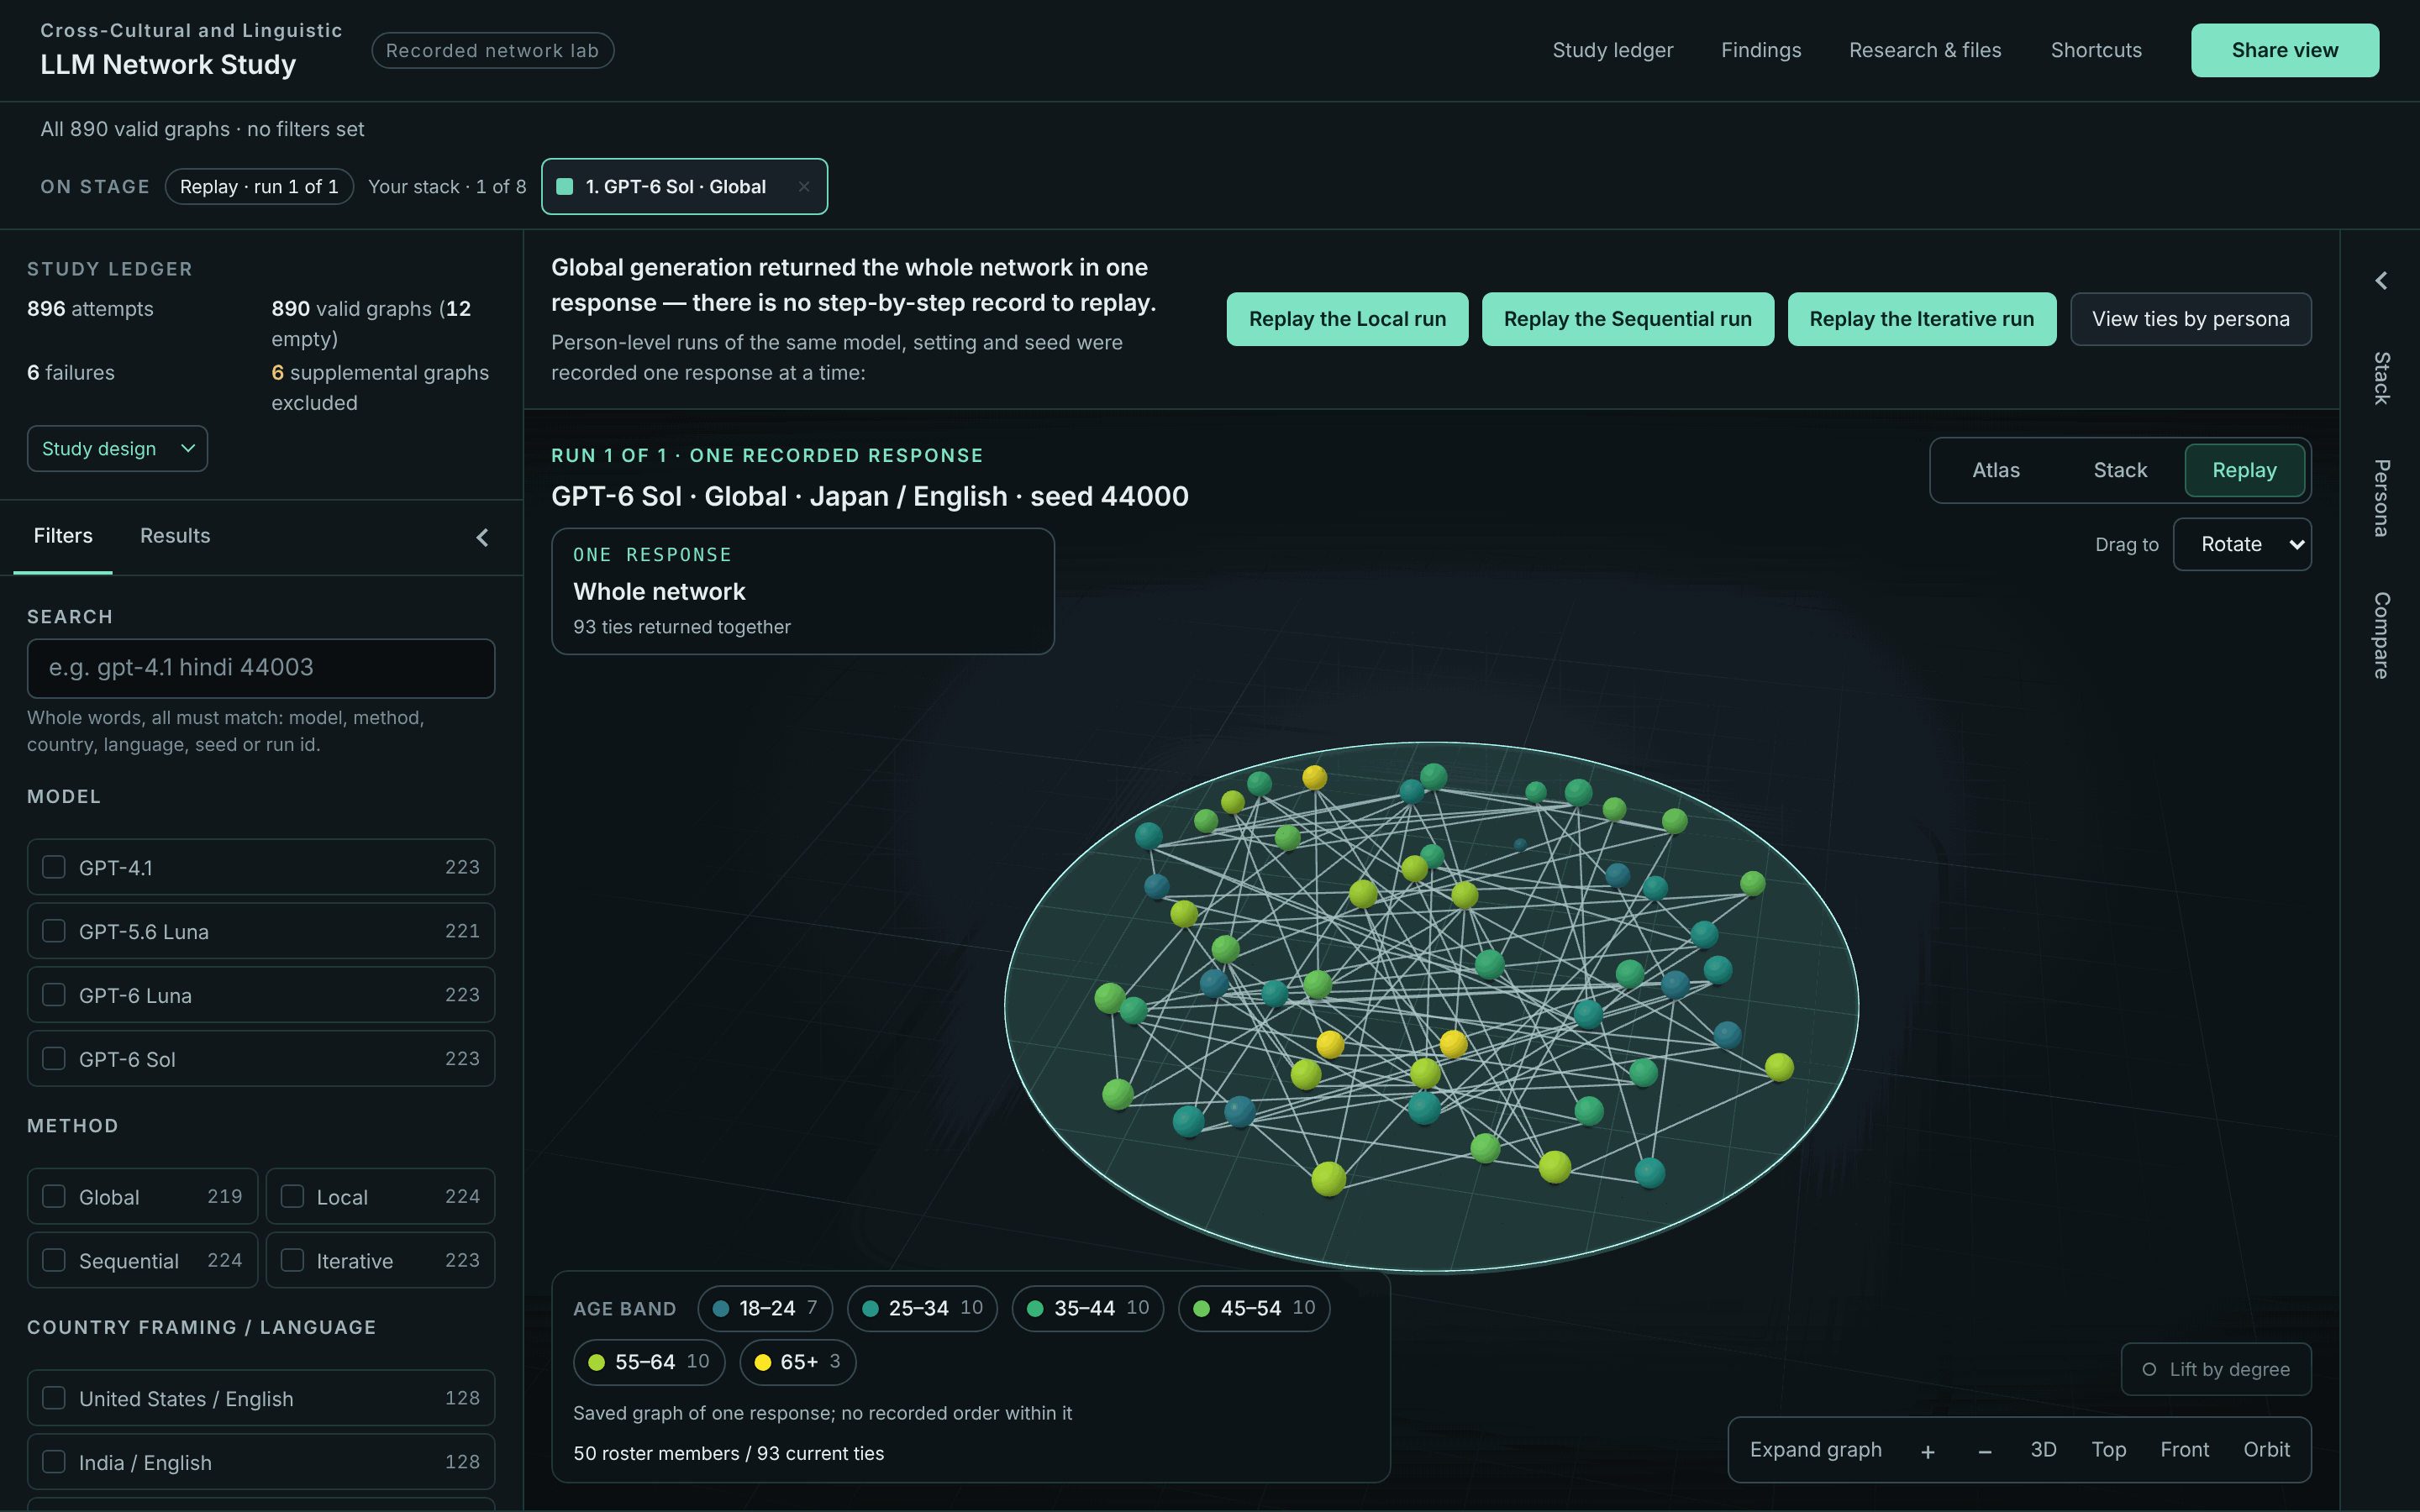 Cross-Cultural and Linguistic
LLM Network Study
Recorded network lab
Study ledger
Findings
Research & files
Shortcuts
Share view
All 890 valid graphs · no filters set
ON STAGE
Replay · run 1 of 1
Your stack · 1 of 8
1. GPT-6 Sol · Global ×
STUDY LEDGER
896 attempts
890 valid graphs (12
empty)
6 failures
6 supplemental graphs
excluded
Study design
Filters
Results
SEARCH
e.g. gpt-4.1 hindi 44003
Whole words, all must match: model, method,
country, language, seed or run id.
MODEL
GPT-4.1 223
GPT-5.6 Luna 221
GPT-6 Luna 223
GPT-6 Sol 223
METHOD
Global 219
Local 224
Sequential 224
Iterative 223
COUNTRY FRAMING / LANGUAGE
United States / English 128
India / English 128
Global generation returned the whole network in one
response — there is no step-by-step record to replay.
Person-level runs of the same model, setting and seed were
recorded one response at a time:
Replay the Local run
Replay the Sequential run
Replay the Iterative run
View ties by persona
RUN 1 OF 1 · ONE RECORDED RESPONSE
GPT-6 Sol · Global · Japan / English · seed 44000
ONE RESPONSE
Whole network
93 ties returned together
Atlas
Stack
Replay
Drag to
Rotate
AGE BAND
18–24 7
25–34 10
35–44 10
45–54 10
55–64 10
65+ 3
Saved graph of one response; no recorded order within it
50 roster members / 93 current ties
Lift by degree
Expand graph
+
−
3D
Top
Front
Orbit
Stack
Persona
Compare